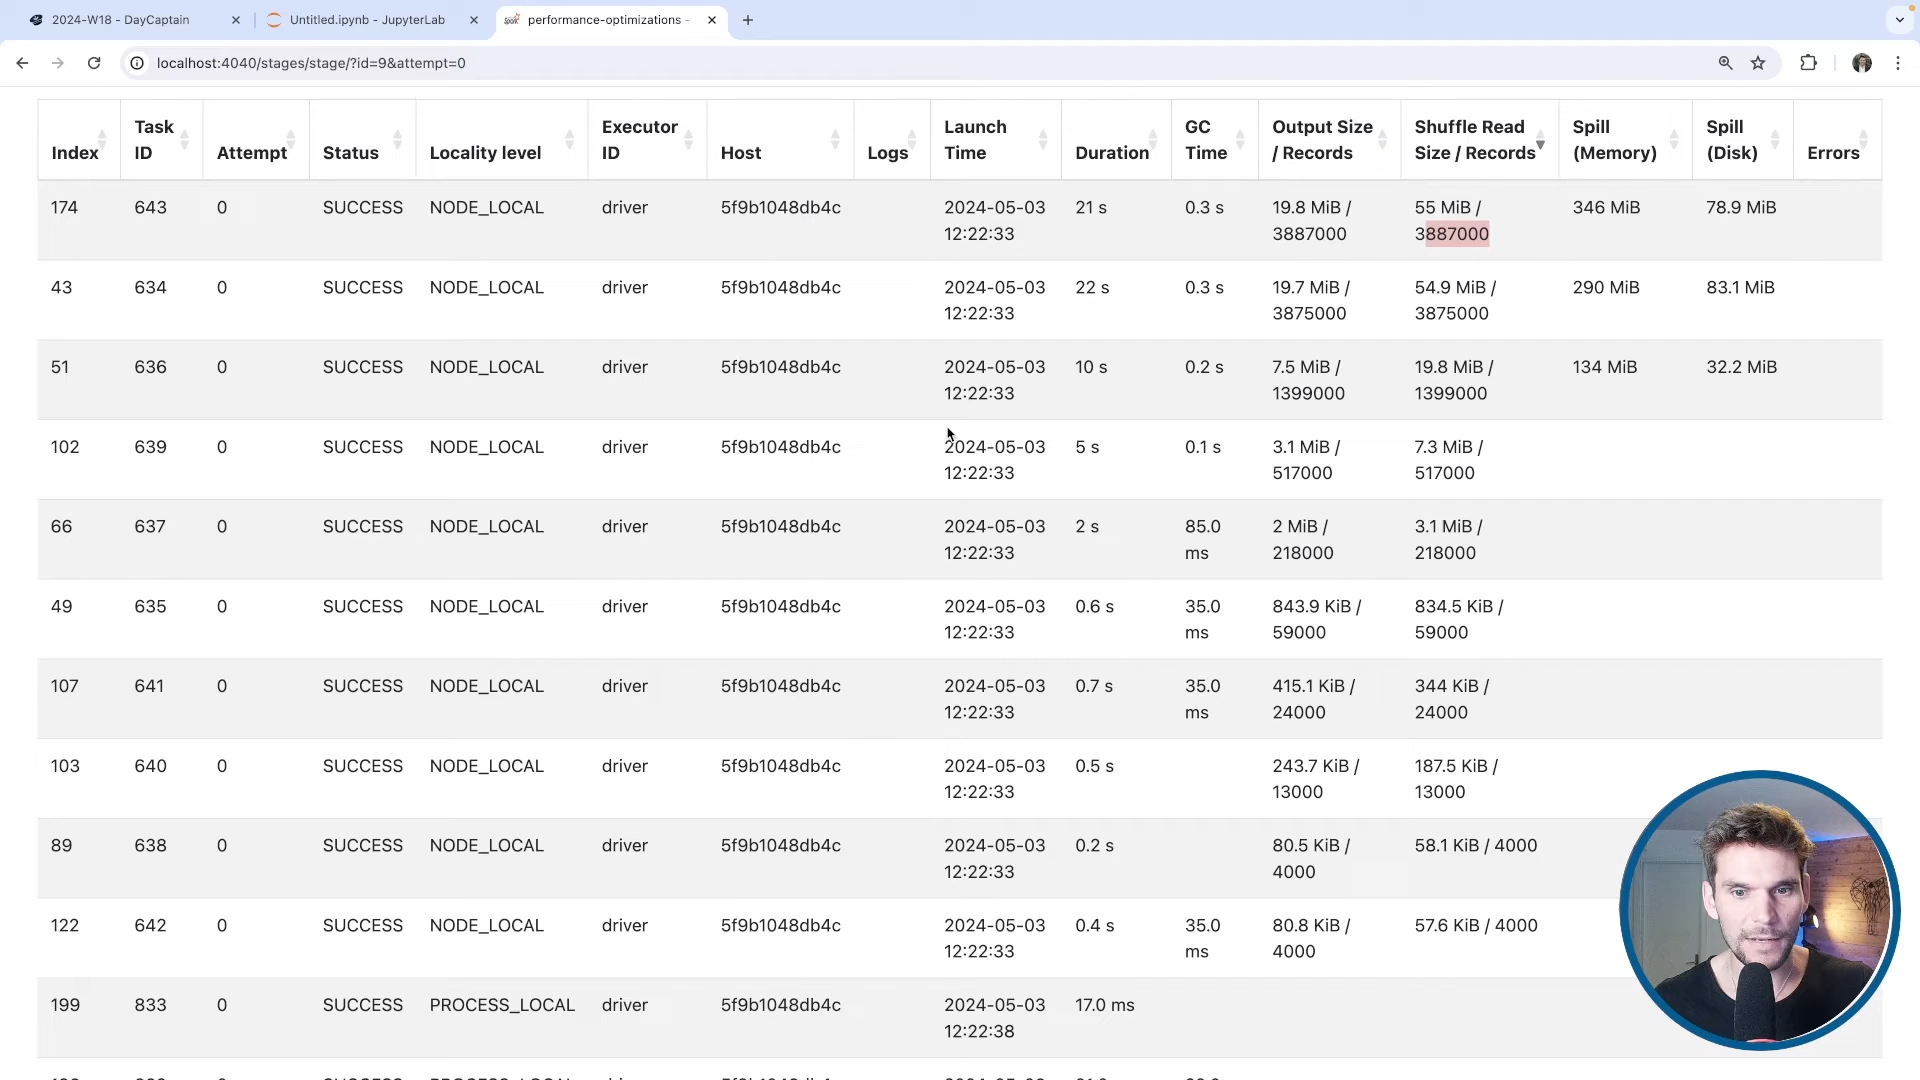 2024-W18 - DayCaptain
Untitled.ipynb - JupyterLab
performance-optimizations -
localhost:4040/stages/stage/?id=9&attempt=0
Index Task ID Attempt Status Locality level Executor ID Host Logs Launch Time Duration GC Time Output Size / Records Shuffle Read Size / Records Spill (Memory) Spill (Disk) Errors
174 643 0 SUCCESS NODE_LOCAL driver 5f9b1048db4c 2024-05-03 21 s 0.3 s 19.8 MiB / 55 MiB / 346 MiB 78.9 MiB
12:22:33 3887000 3887000
43 634 0 SUCCESS NODE_LOCAL driver 5f9b1048db4c 2024-05-03 22 s 0.3 s 19.7 MiB / 54.9 MiB / 290 MiB 83.1 MiB
12:22:33 3875000 3875000
51 636 0 SUCCESS NODE_LOCAL driver 5f9b1048db4c 2024-05-03 10 s 0.2 s 7.5 MiB / 19.8 MiB / 134 MiB 32.2 MiB
12:22:33 1399000 1399000
102 639 0 SUCCESS NODE_LOCAL driver 5f9b1048db4c 2024-05-03 5 s 0.1 s 3.1 MiB / 7.3 MiB /
12:22:33 517000 517000
66 637 0 SUCCESS NODE_LOCAL driver 5f9b1048db4c 2024-05-03 2 s 85.0 2 MiB / 3.1 MiB /
12:22:33 ms 218000 218000
49 635 0 SUCCESS NODE_LOCAL driver 5f9b1048db4c 2024-05-03 0.6 s 35.0 843.9 KiB / 834.5 KiB /
12:22:33 ms 59000 59000
107 641 0 SUCCESS NODE_LOCAL driver 5f9b1048db4c 2024-05-03 0.7 s 35.0 415.1 KiB / 344 KiB /
12:22:33 ms 24000 24000
103 640 0 SUCCESS NODE_LOCAL driver 5f9b1048db4c 2024-05-03 0.5 s 243.7 KiB / 187.5 KiB /
12:22:33 13000 13000
89 638 0 SUCCESS NODE_LOCAL driver 5f9b1048db4c 2024-05-03 0.2 s 80.5 KiB / 58.1 KiB / 4000
12:22:33 4000
122 642 0 SUCCESS NODE_LOCAL driver 5f9b1048db4c 2024-05-03 0.4 s 35.0 80.8 KiB / 57.6 KiB / 4000
12:22:33 ms 4000
199 833 0 SUCCESS PROCESS_LOCAL driver 5f9b1048db4c 2024-05-03 17.0 ms
12:22:38